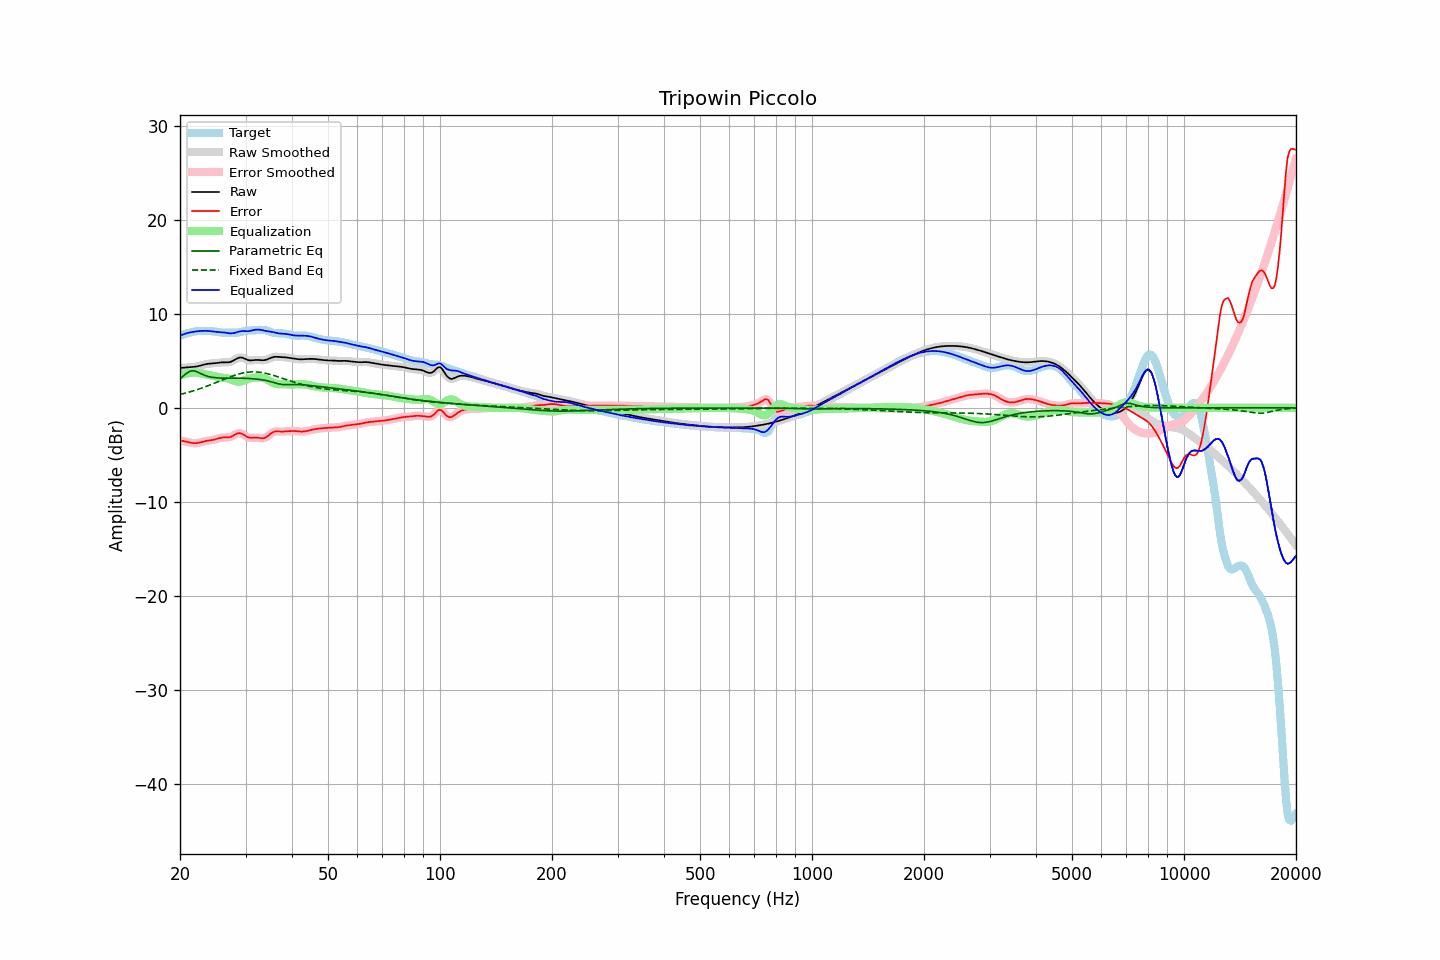 Tripowin Piccolo
Target
Raw Smoothed
Error Smoothed
Raw
Error
Equalization
Parametric Eq
Fixed Band Eq
Equalized
30
20
10
0
−10
−20
−30
−40
Amplitude (dBr)
20
50
100
200
500
1000
2000
5000
10000
20000
Frequency (Hz)